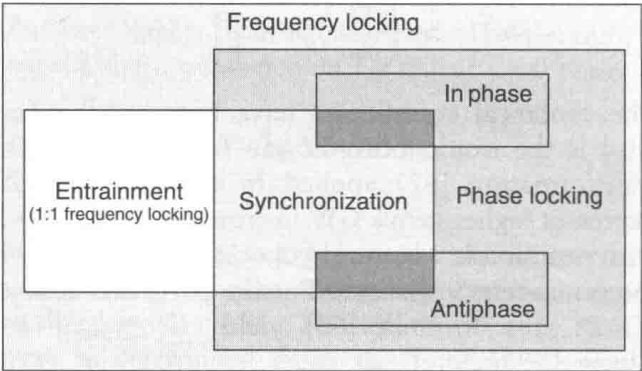 Frequency locking
In phase
Entrainment
(1:1 frequency locking)
Synchronization
Phase locking
Antiphase